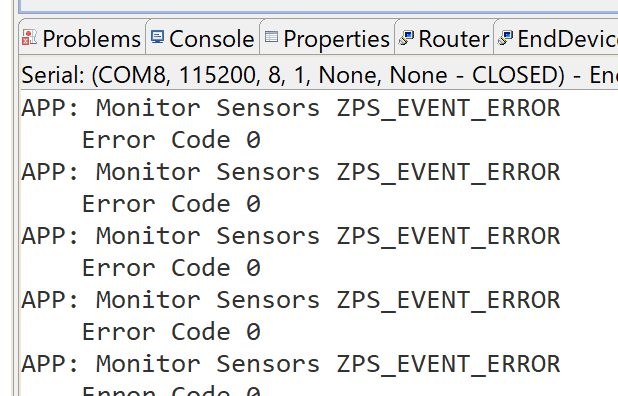 Problems Console Properties Router EndDevic
Serial: (COM8, 115200, 8, 1, None, None - CLOSED) - En
APP: Monitor Sensors ZPS_EVENT_ERROR
Error Code 0
APP: Monitor Sensors ZPS_EVENT_ERROR
Error Code 0
APP: Monitor Sensors ZPS_EVENT_ERROR
Error Code 0
APP: Monitor Sensors ZPS_EVENT_ERROR
Error Code 0
APP: Monitor Sensors ZPS_EVENT_ERROR
Error Code 0